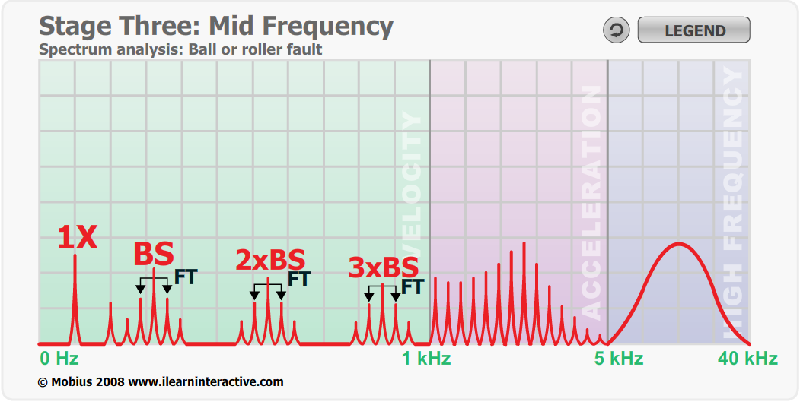 Stage Three: Mid Frequency
LEGEND
Spectrum analysis: Ball or roller fault
VELOCITY
ACCELERATION
HIGH FREQUENCY
1X
BS
FT
2xBS
FT
3xBS
FT
0 Hz
1 kHz
5 kHz
40 kHz
© Mobius 2008 www.ilearninteractive.com